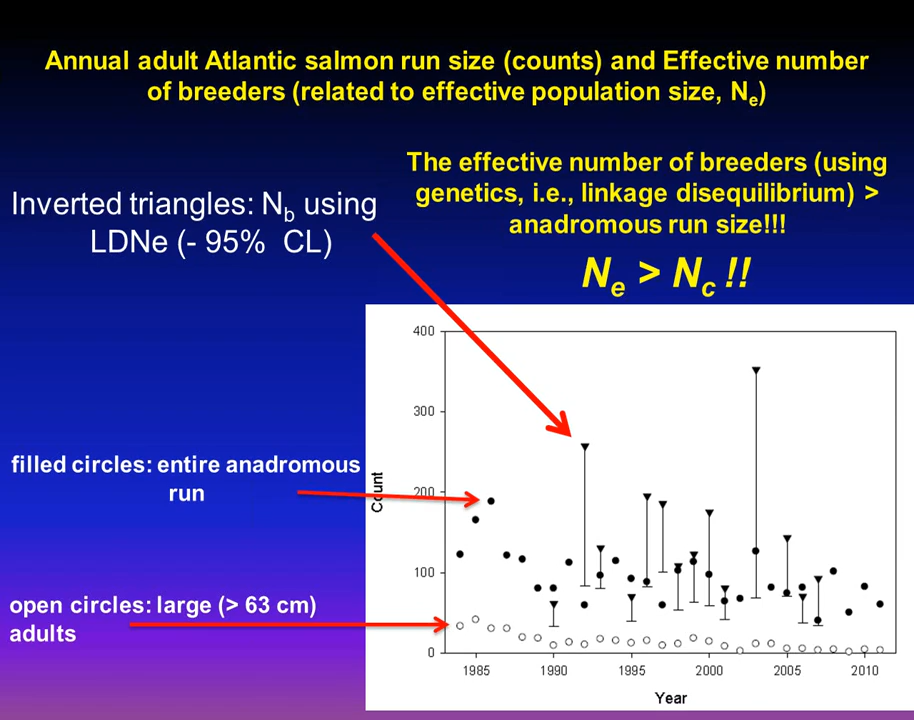 Annual adult Atlantic salmon run size (counts) and Effective number
of breeders (related to effective population size, Ne)
The effective number of breeders (using
genetics, i.e., linkage disequilibrium) >
anadromous run size!!!
Ne > Nc !!
Inverted triangles: Nb using
LDNe (- 95% CL)
filled circles: entire anadromous
run
open circles: large (> 63 cm)
adults
400
300
200
100
0
Count
1985 1990 1995 2000 2005 2010
Year